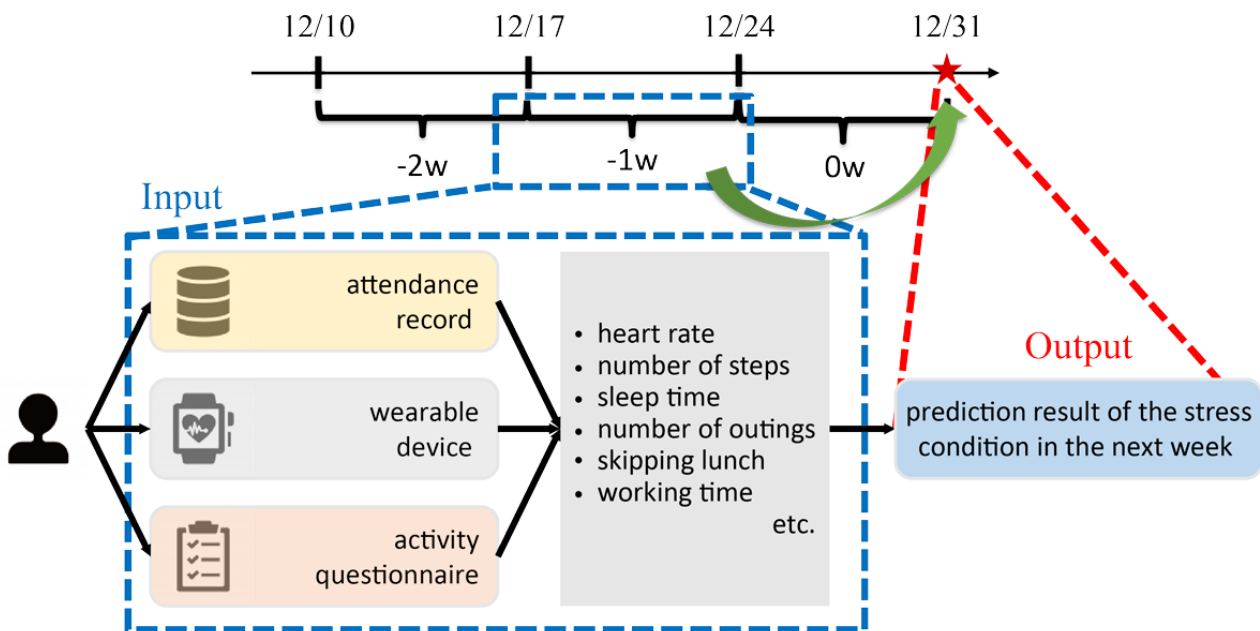 12/10 12/17 12/24 12/31
-2w -1w 0w
Input
attendance
record
wearable
device
activity
questionnaire
• heart rate
• number of steps
• sleep time
• number of outings
• skipping lunch
• working time
etc.
Output
prediction result of the stress
condition in the next week